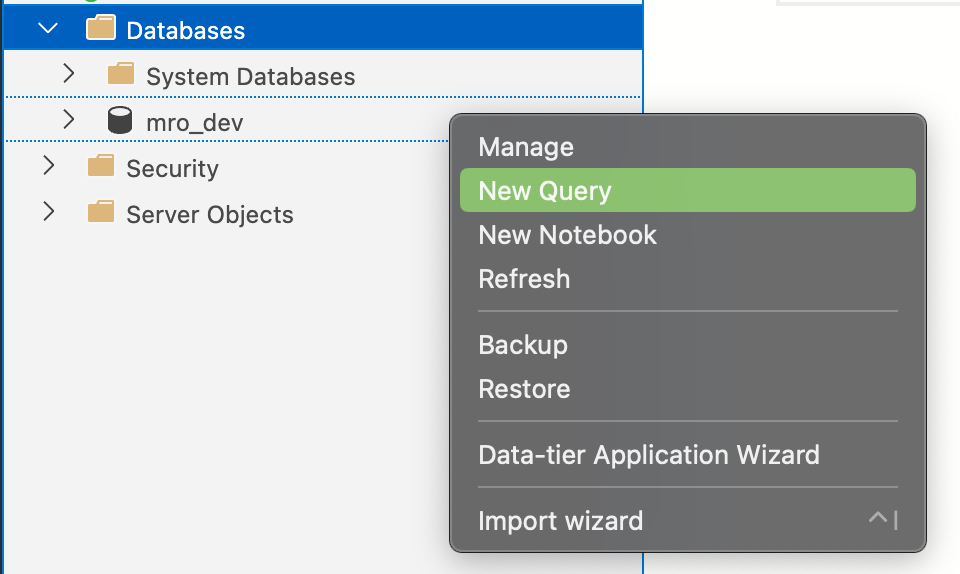 Databases
System Databases
mro_dev
Security
Server Objects
Manage
New Query
New Notebook
Refresh
Backup
Restore
Data-tier Application Wizard
Import wizard ^I